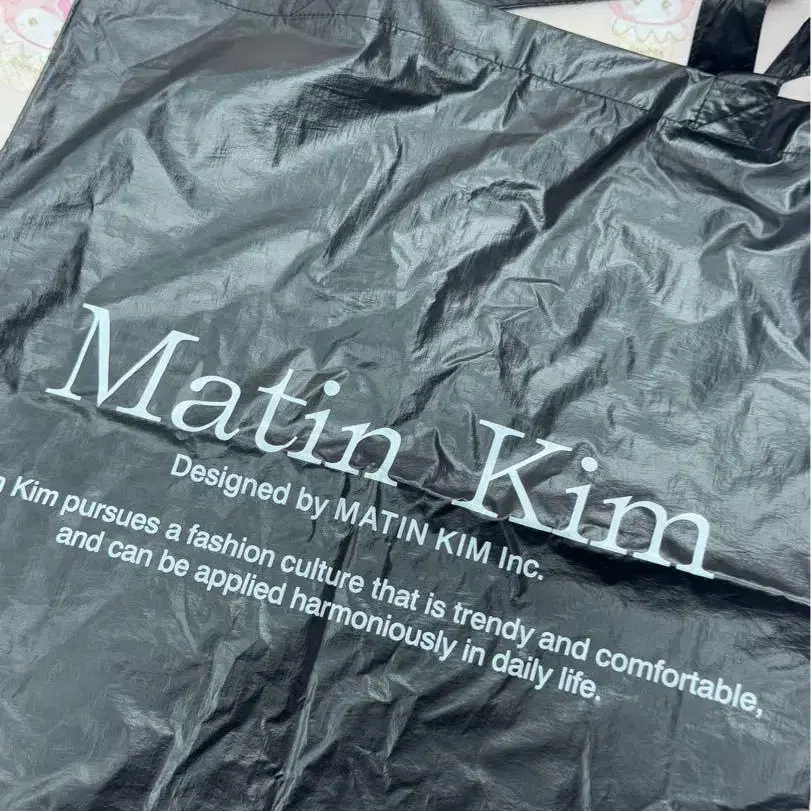 Matin Kim
Designed by MATIN KIM Inc.
Kim pursues a fashion culture that is trendy and comfortable,
and can be applied harmoniously in daily life.